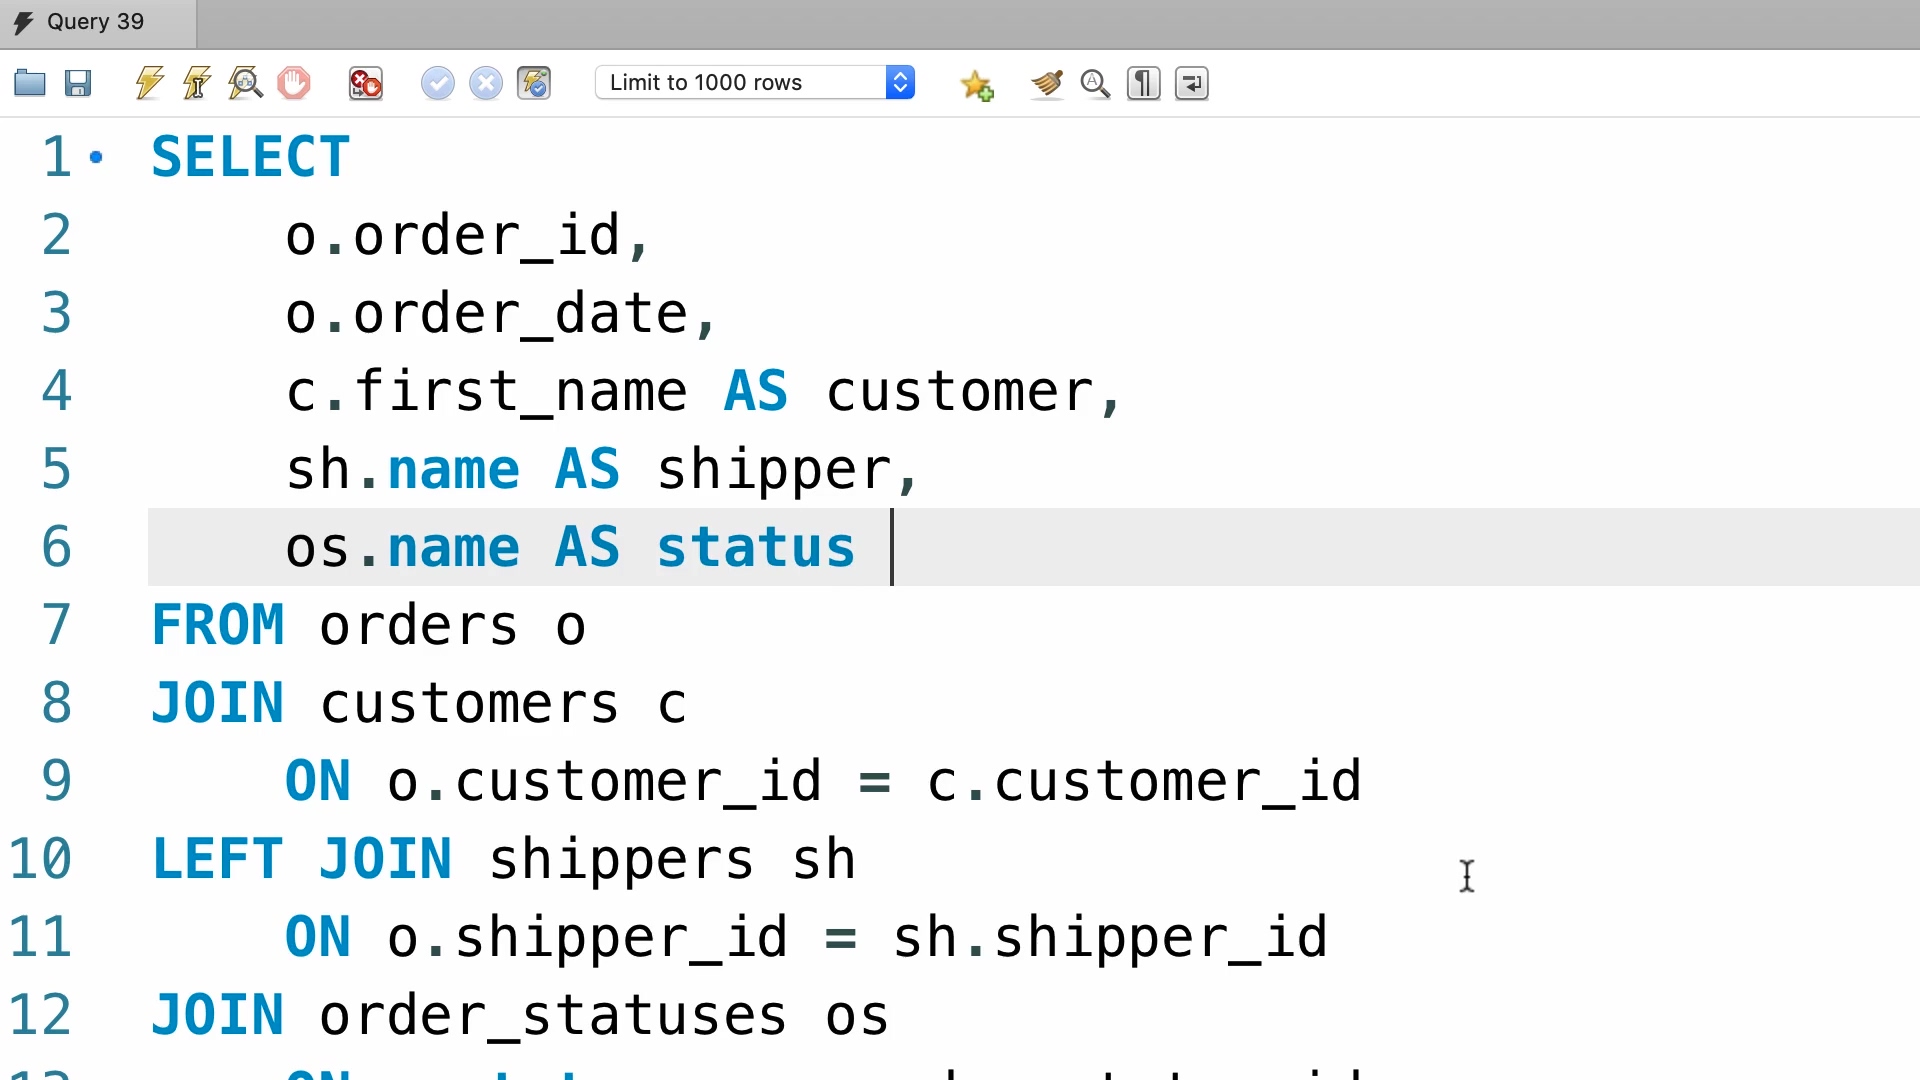 Query 39
Limit to 1000 rows
1 SELECT
2 o.order_id,
3 o.order_date,
4 c.first_name AS customer,
5 sh.name AS shipper,
6 os.name AS status
7 FROM orders o
8 JOIN customers c
9 ON o.customer_id = c.customer_id
10 LEFT JOIN shippers sh
11 ON o.shipper_id = sh.shipper_id
12 JOIN order_statuses os
13 ON